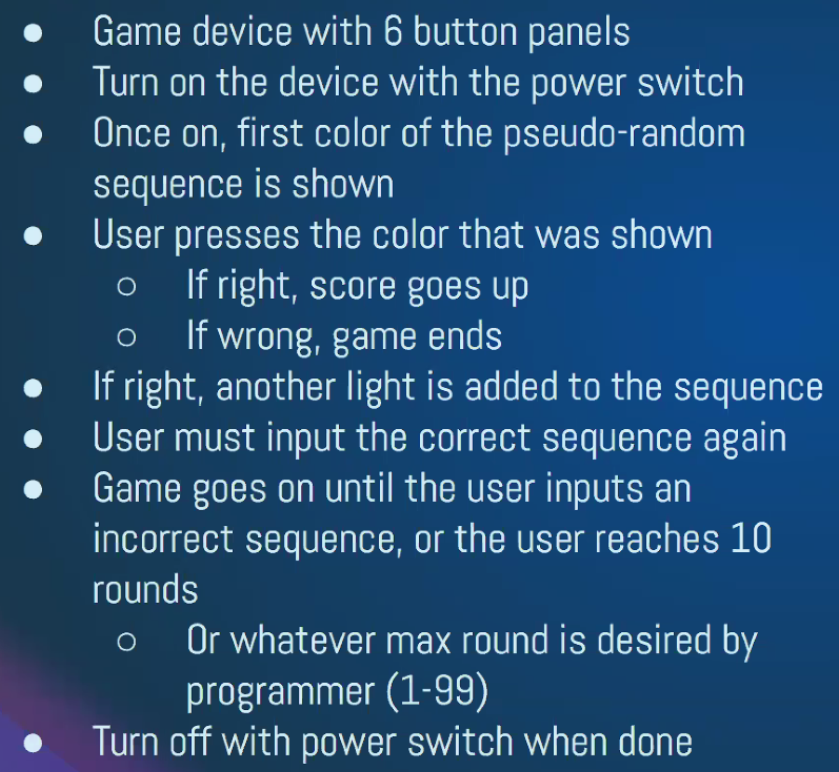 ● Game device with 6 button panels
● Turn on the device with the power switch
● Once on, first color of the pseudo-random
sequence is shown
● User presses the color that was shown
○ If right, score goes up
○ If wrong, game ends
● If right, another light is added to the sequence
● User must input the correct sequence again
● Game goes on until the user inputs an
incorrect sequence, or the user reaches 10
rounds
○ Or whatever max round is desired by
programmer (1-99)
● Turn off with power switch when done